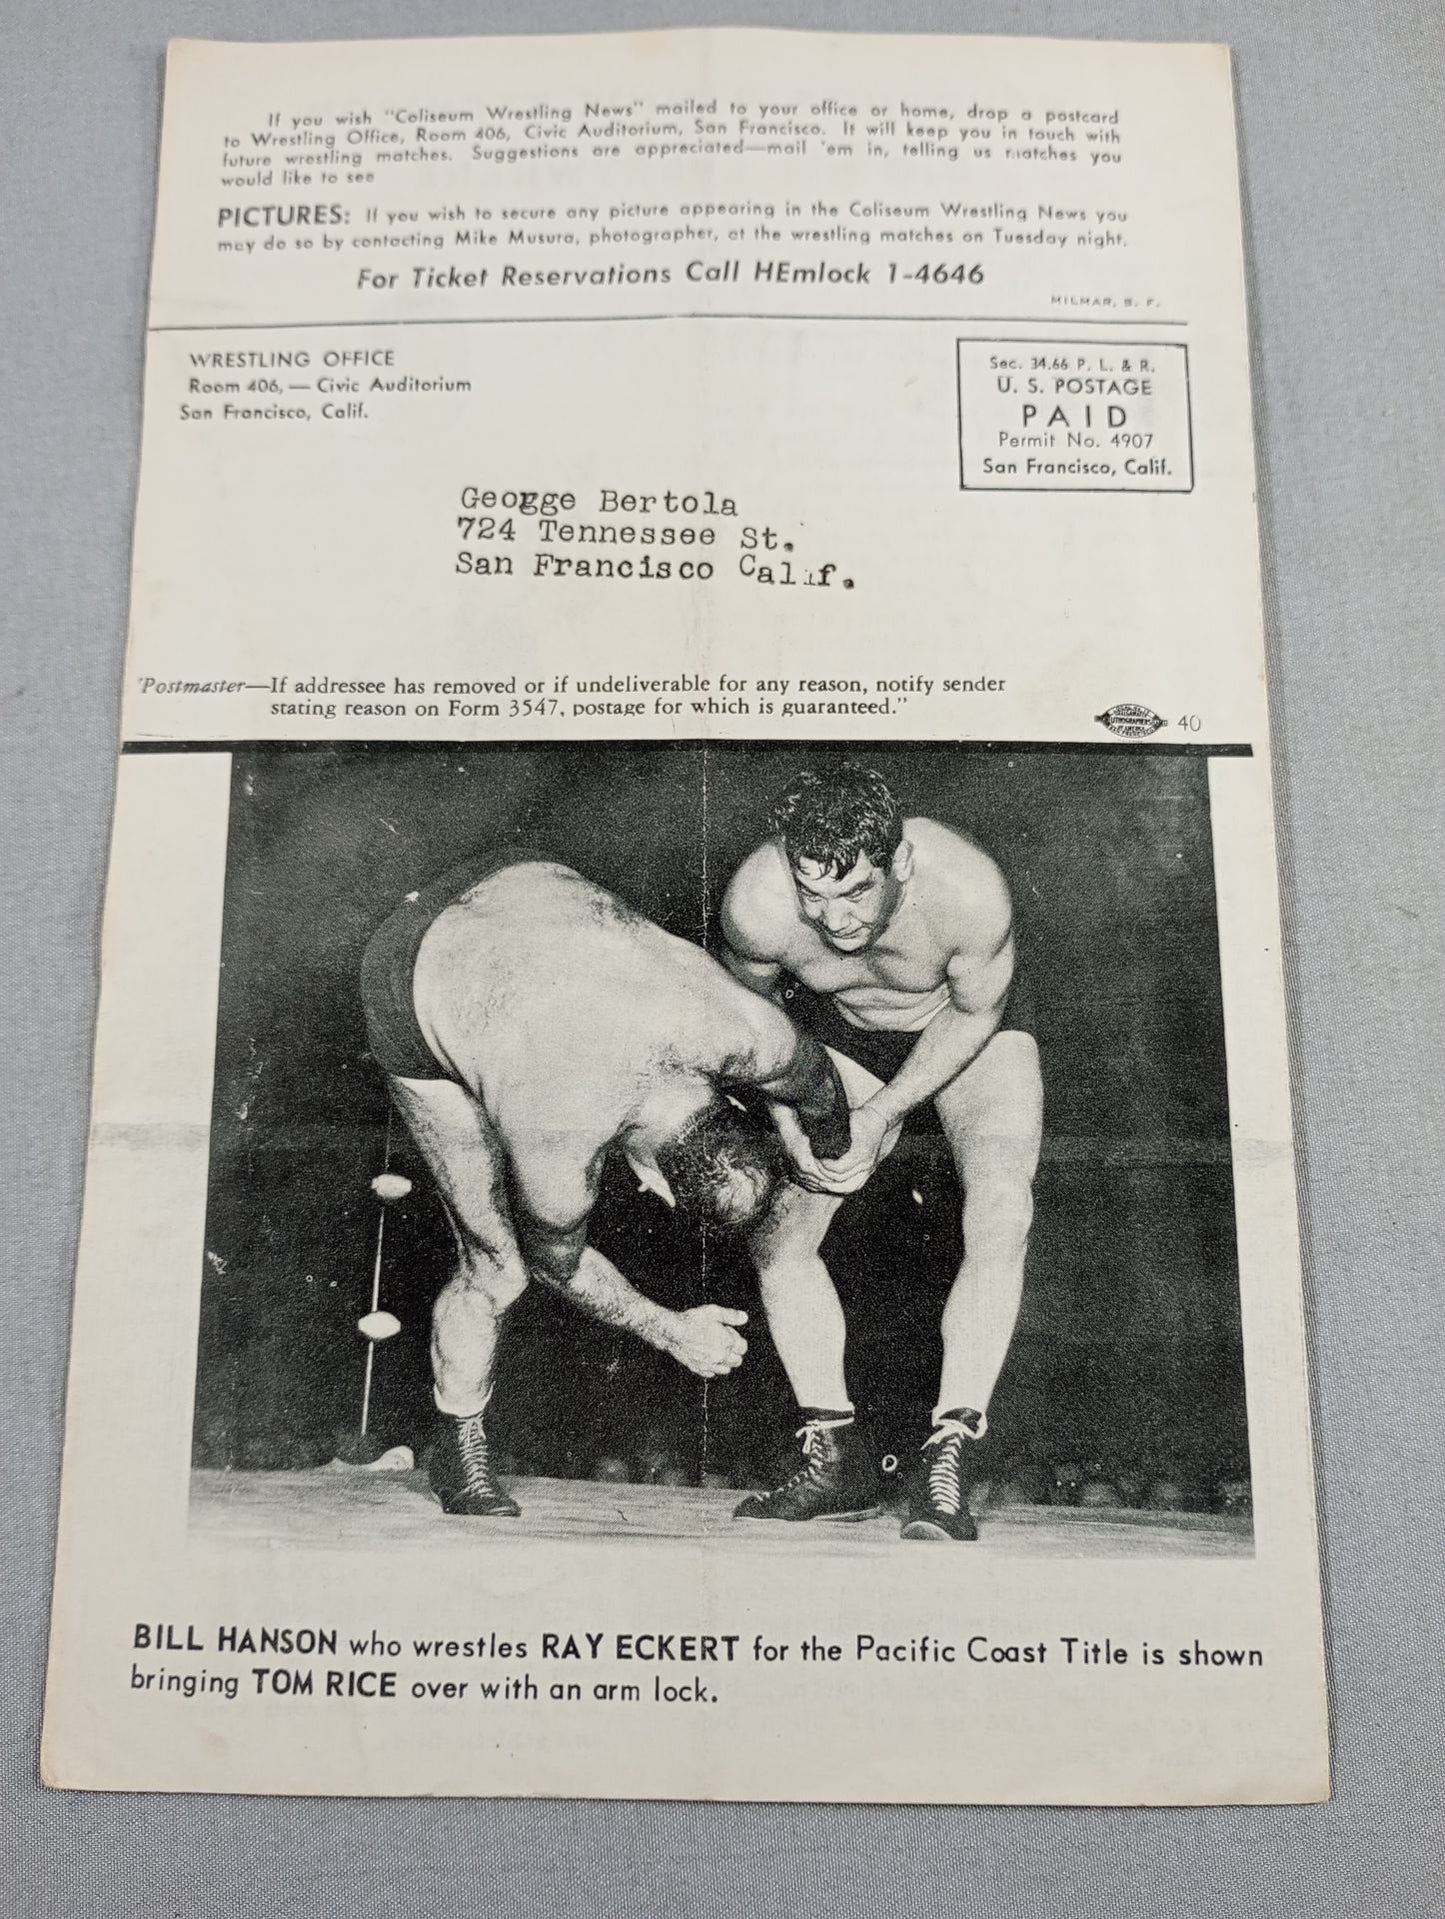 If you wish "Coliseum Wrestling News" mailed to your office or home, drop a postcard
to Wrestling Office, Room 406, Civic Auditorium, San Francisco. It will keep you in touch with
future wrestling matches. Suggestions are appreciated—mail 'em in, telling us matches you
would like to see
PICTURES: If you wish to secure any picture appearing in the Coliseum Wrestling News you
may do so by contacting Mike Musura, photographer, at the wrestling matches on Tuesday night.
For Ticket Reservations Call HEmlock 1-4646
MILMAR, S. F.
WRESTLING OFFICE
Room 406, — Civic Auditorium
San Francisco, Calif.
Sec. 34.66 P. L. & R.
U. S. POSTAGE
PAID
Permit No. 4907
San Francisco, Calif.
Geogge Bertola
724 Tennessee St.
San Francisco Calif.
'Postmaster—If addressee has removed or if undeliverable for any reason, notify sender
stating reason on Form 3547, postage for which is guaranteed."
40
BILL HANSON who wrestles RAY ECKERT for the Pacific Coast Title is shown
bringing TOM RICE over with an arm lock.